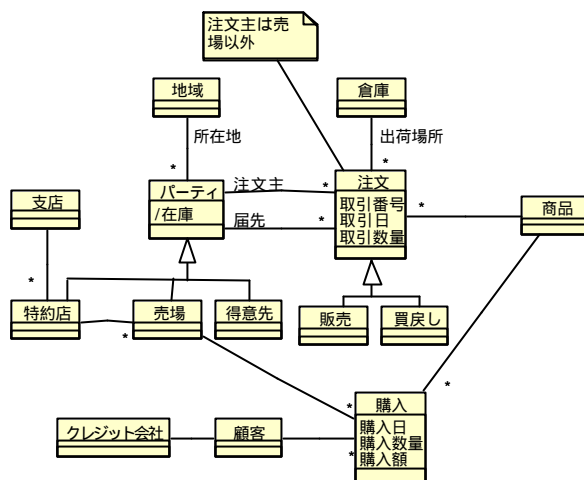 注文主は売
場以外
地域
倉庫
所在地
出荷場所
*
*
パーティ
/在庫
注文主
*
届先
*
注文
取引番号
取引日
取引数量
*
商品
支店
*
特約店
*
売場
得意先
販売
買戻し
*
*
購入
購入日
購入数量
購入額
*
クレジット会社
顧客